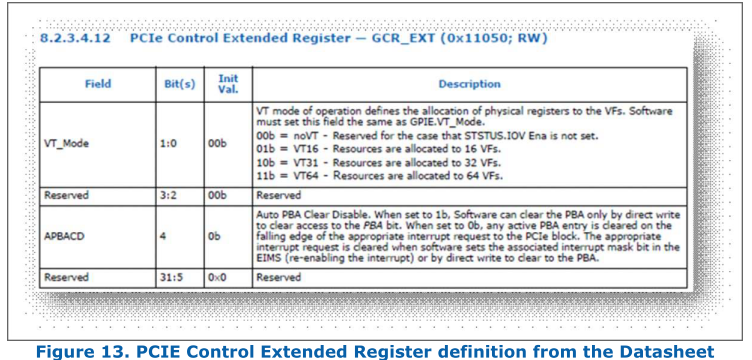 8.2.3.4.12 PCIe Control Extended Register — GCR_EXT (0x11050; RW)
Field Bit(s) Init Val. Description
VT_Mode 1:0 00b VT mode of operation defines the allocation of physical registers to the VFs. Software
must set this field the same as GPIE.VT_Mode.
00b = noVT - Reserved for the case that STSTUS.IOV Ena is not set.
01b = VT16 - Resources are allocated to 16 VFs.
10b = VT31 - Resources are allocated to 32 VFs.
11b = VT64 - Resources are allocated to 64 VFs.
Reserved 3:2 00b Reserved
APBACD 4 0b Auto PBA Clear Disable. When set to 1b, Software can clear the PBA only by direct write
to clear access to the PBA bit. When set to 0b, any active PBA entry is cleared on the
falling edge of the appropriate interrupt request to the PCIe block. The appropriate
interrupt request is cleared when software sets the associated interrupt mask bit in the
EIMS (re-enabling the interrupt) or by direct write to clear to the PBA.
Reserved 31:5 0x0 Reserved
Figure 13. PCIE Control Extended Register definition from the Datasheet